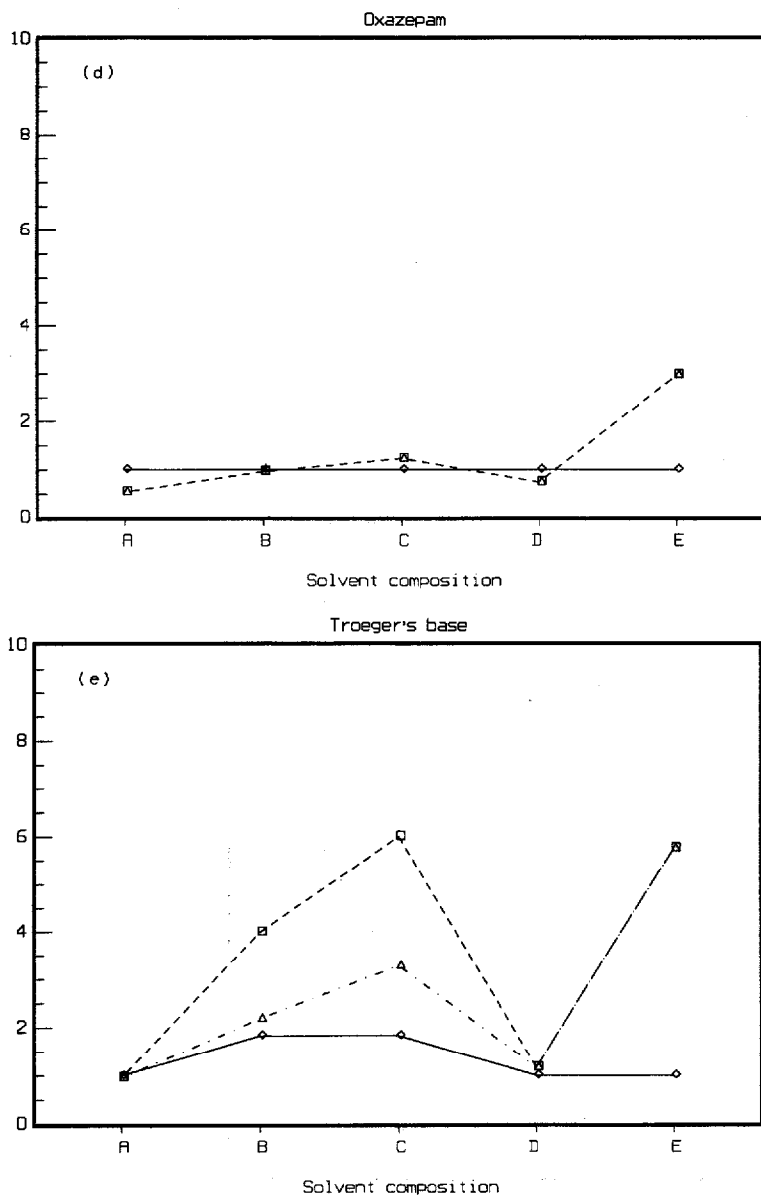 Oxazepam
10
(d)
8
6
4
2
0
A B C D E
Solvent composition
Troeger's base
10
(e)
8
6
4
2
0
A B C D E
Solvent composition